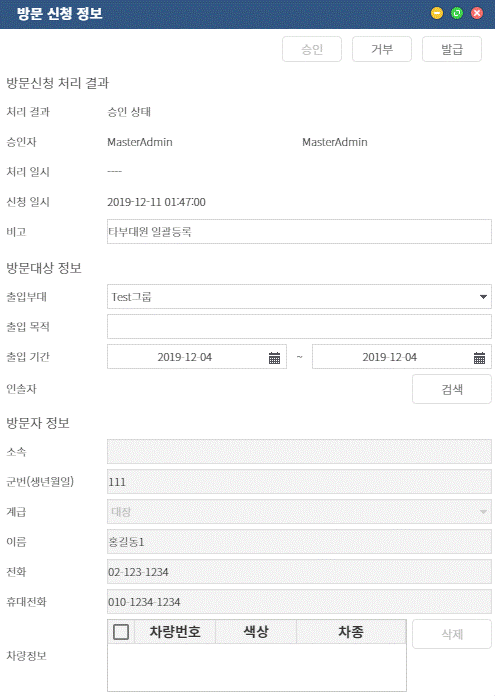 방문 신청 정보
승인 거부 발급
방문신청 처리 결과
처리 결과 승인 상태
승인자 MasterAdmin MasterAdmin
처리 일시 ----
신청 일시 2019-12-11 01:47:00
비고 타부대원 일괄등록
방문대상 정보
출입부대 Test그룹
출입 목적
출입 기간 2019-12-04 ~ 2019-12-04
인솔자 검색
방문자 정보
소속
군번(생년월일) 111
계급 대장
이름 홍길동1
전화 02-123-1234
휴대전화 010-1234-1234
차량번호 색상 차종 삭제
차량정보